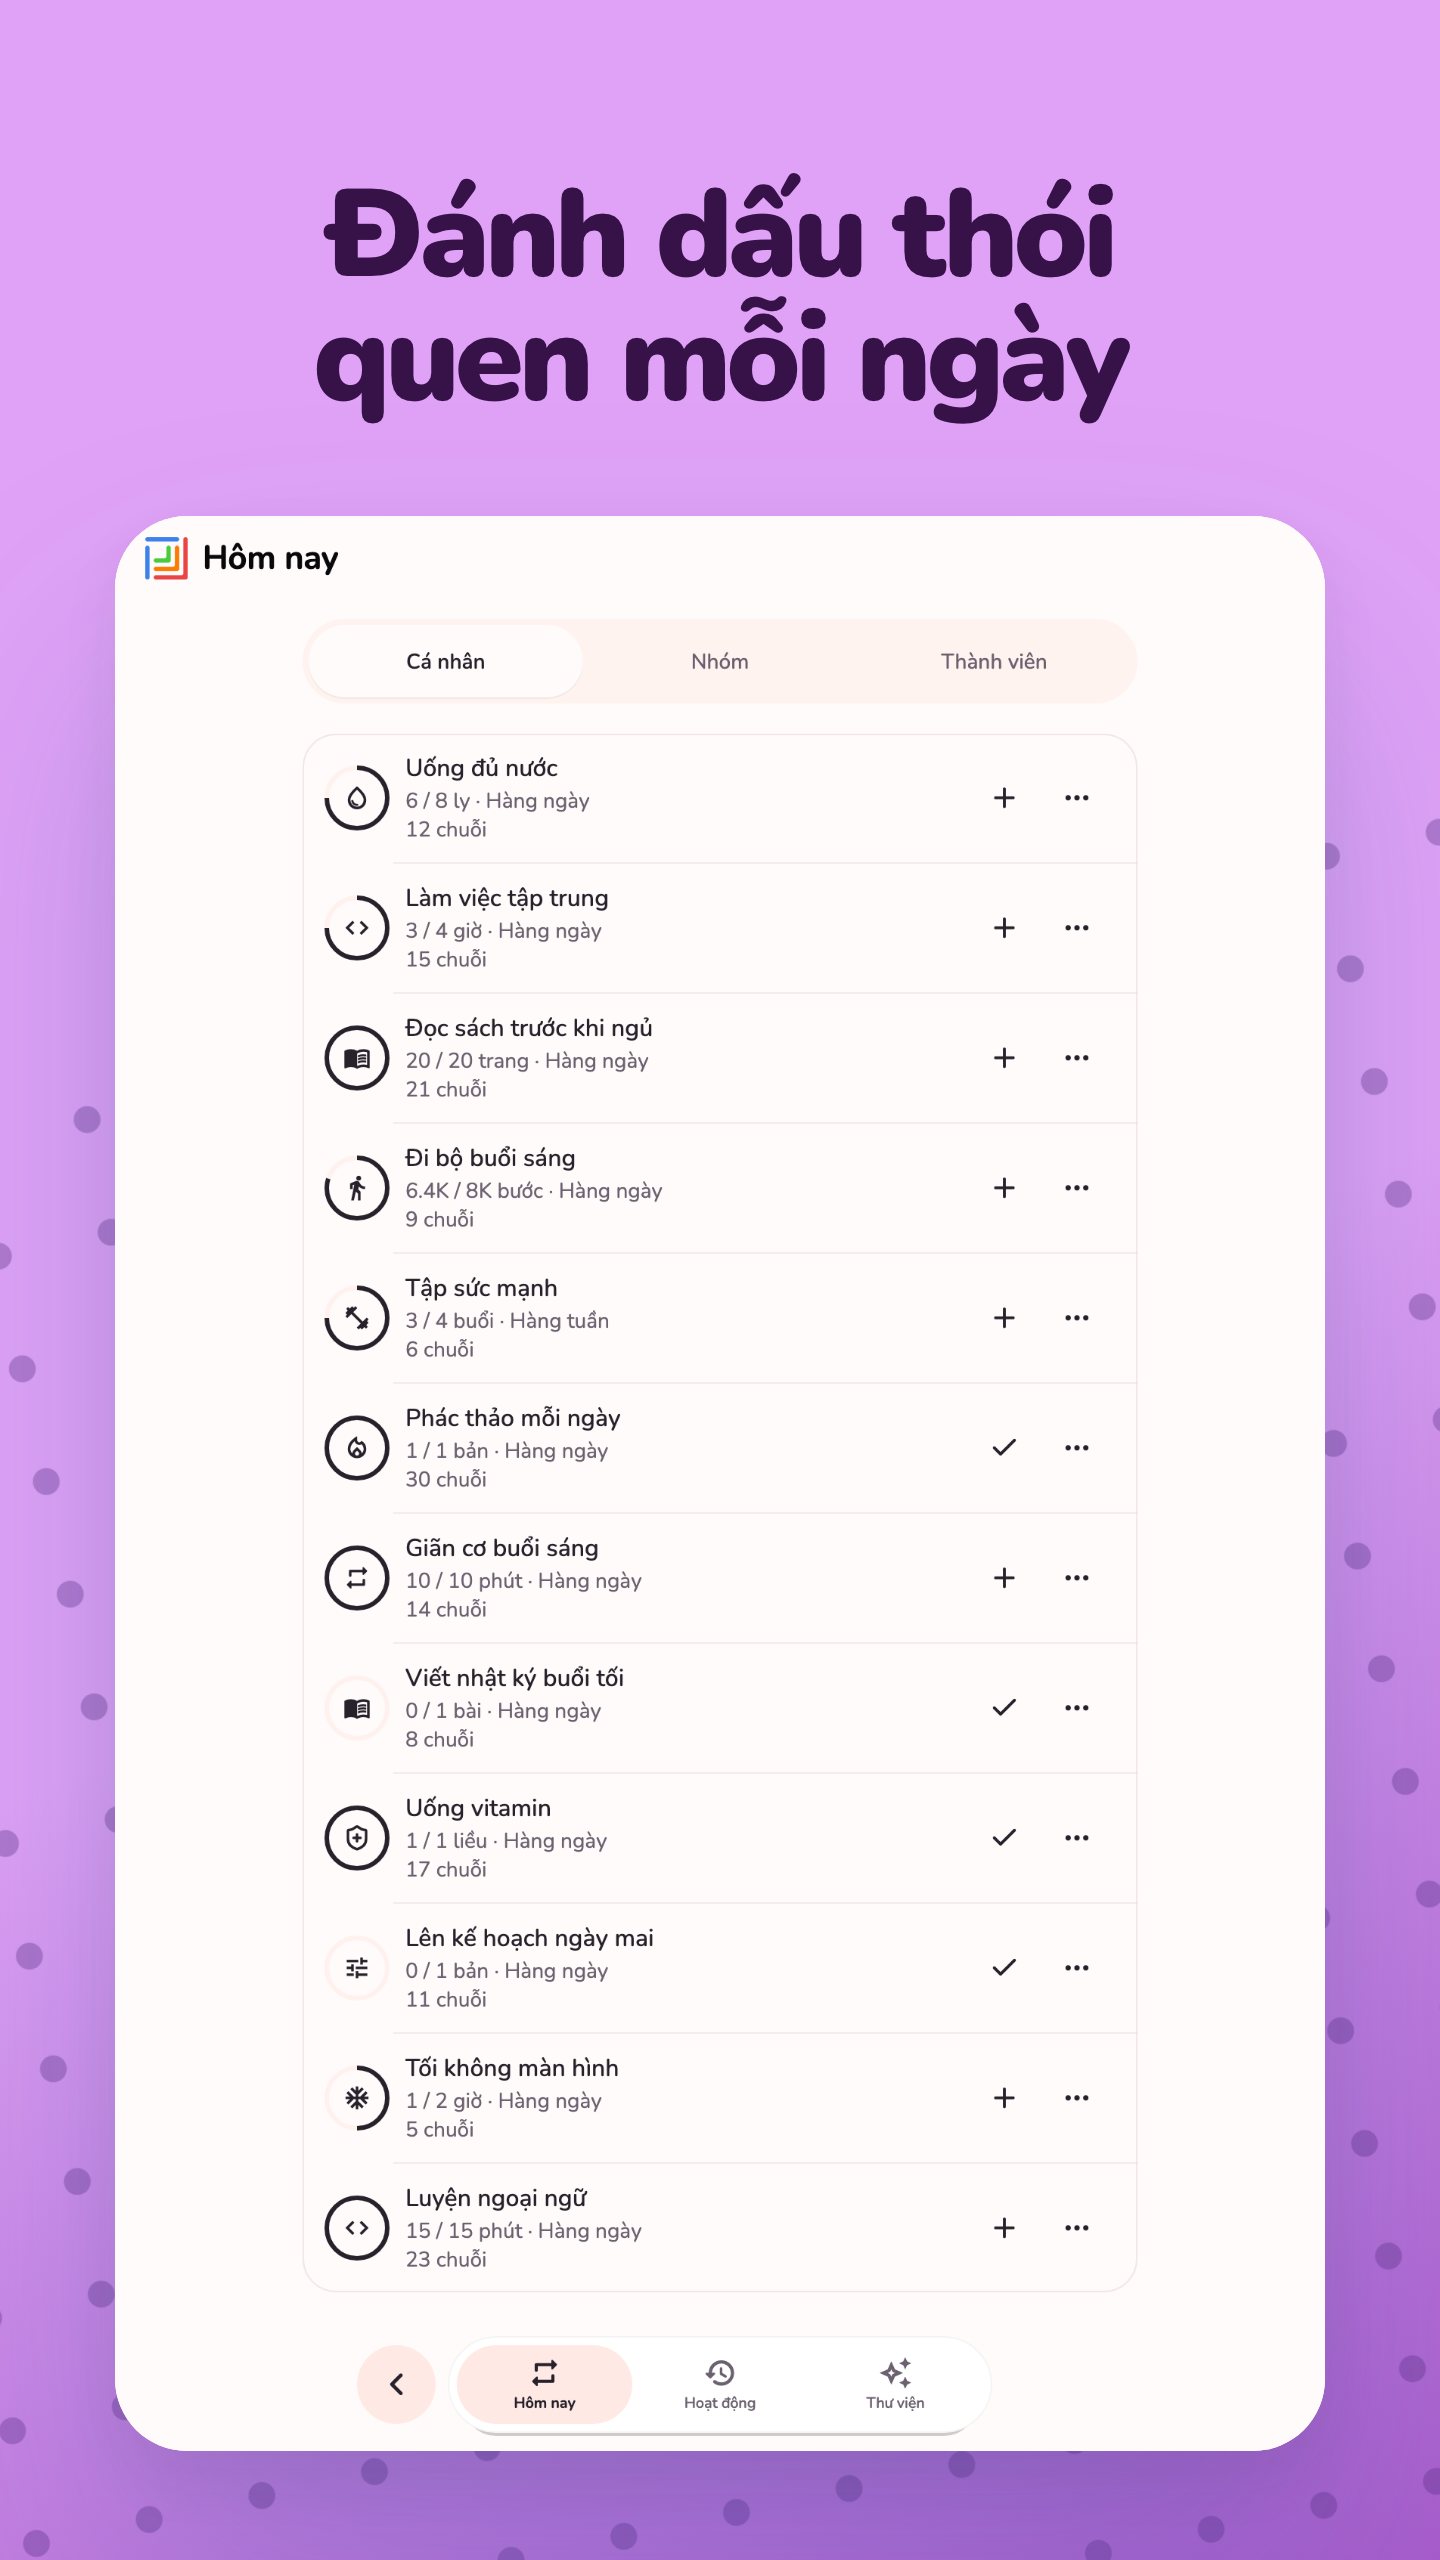 Đánh dấu thói
quen mỗi ngày
Hôm nay
Cá nhân
Nhóm
Thành viên
Uống đủ nước
6 / 8 ly · Hàng ngày
12 chuỗi
Làm việc tập trung
3 / 4 giờ · Hàng ngày
15 chuỗi
Đọc sách trước khi ngủ
20 / 20 trang · Hàng ngày
21 chuỗi
Đi bộ buổi sáng
6.4K / 8K bước · Hàng ngày
9 chuỗi
Tập sức mạnh
3 / 4 buổi · Hàng tuần
6 chuỗi
Phác thảo mỗi ngày
1 / 1 bản · Hàng ngày
30 chuỗi
Giãn cơ buổi sáng
10 / 10 phút · Hàng ngày
14 chuỗi
Viết nhật ký buổi tối
0 / 1 bài · Hàng ngày
8 chuỗi
Uống vitamin
1 / 1 liều · Hàng ngày
17 chuỗi
Lên kế hoạch ngày mai
0 / 1 bản · Hàng ngày
11 chuỗi
Tối không màn hình
1 / 2 giờ · Hàng ngày
5 chuỗi
Luyện ngoại ngữ
15 / 15 phút · Hàng ngày
23 chuỗi
Hôm nay
Hoạt động
Thư viện